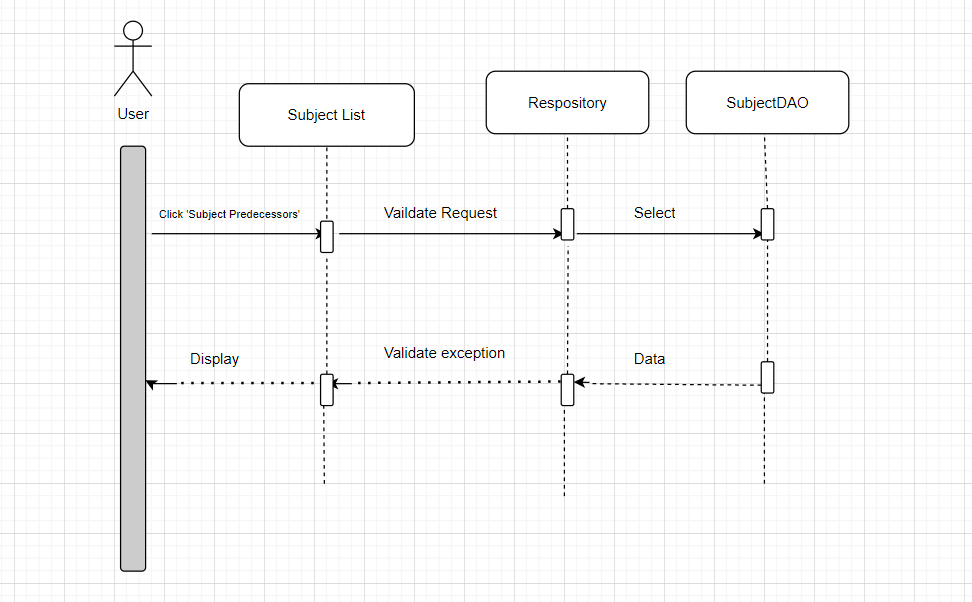 User
Subject List
Respository
SubjectDAO
Click 'Subject Predecessors'
Vaildate Request
Select
Display
Validate exception
Data